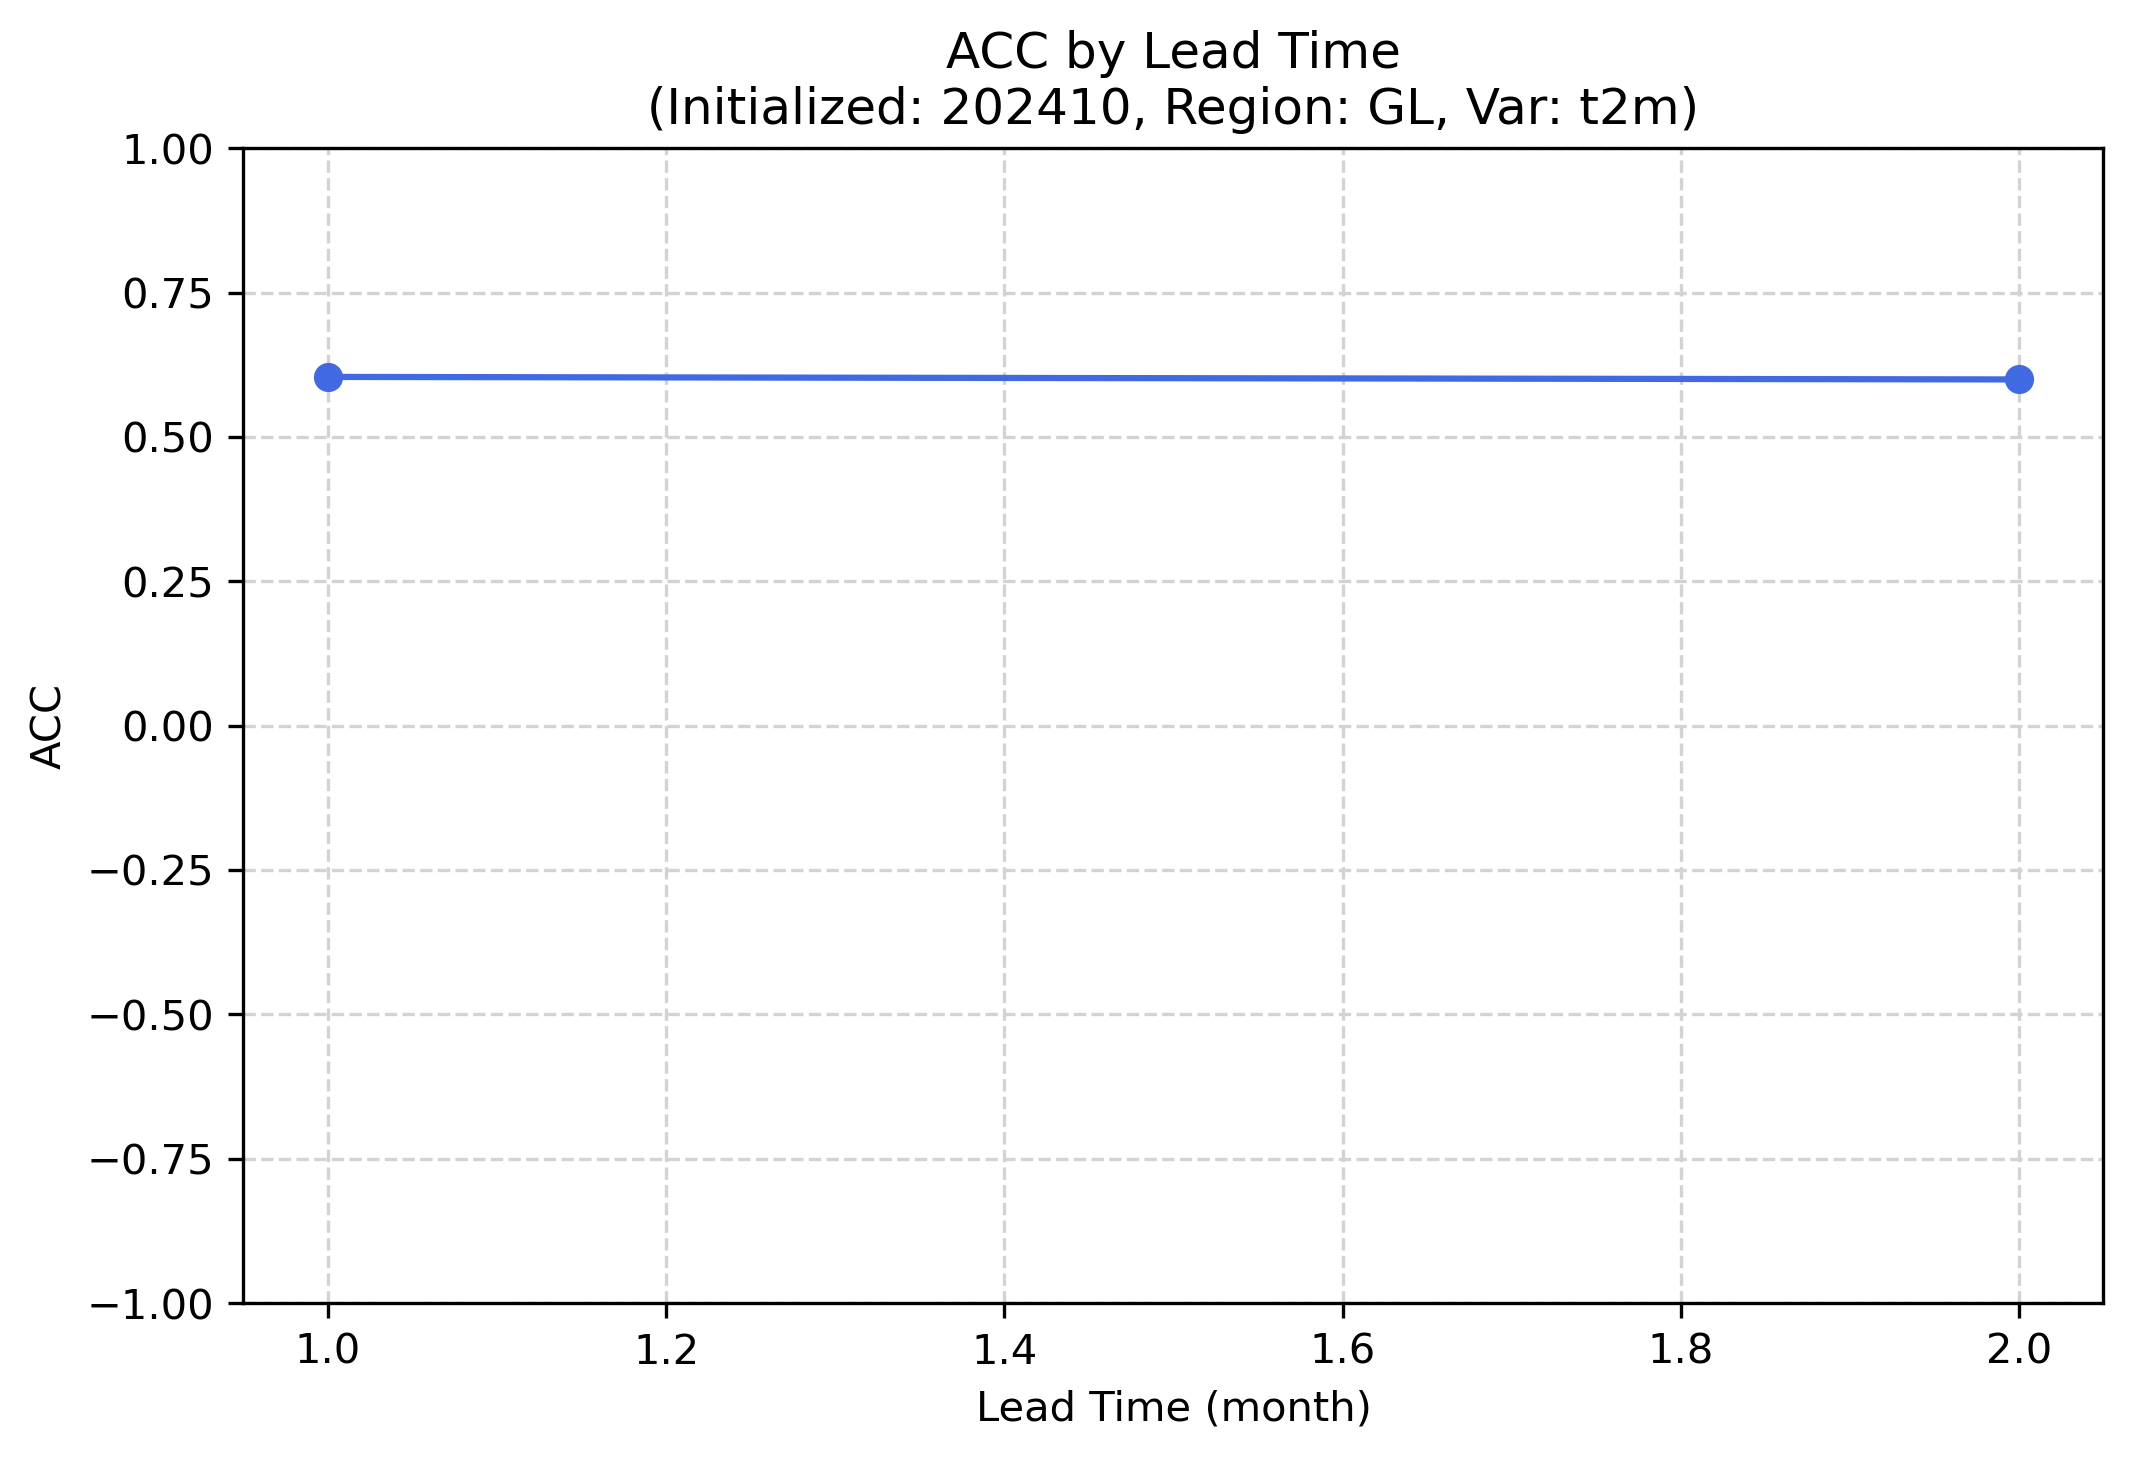 ACC by Lead Time
(Initialized: 202410, Region: GL, Var: t2m)
1.00
0.75
0.50
0.25
0.00
−0.25
−0.50
−0.75
−1.00
ACC
1.0 1.2 1.4 1.6 1.8 2.0
Lead Time (month)